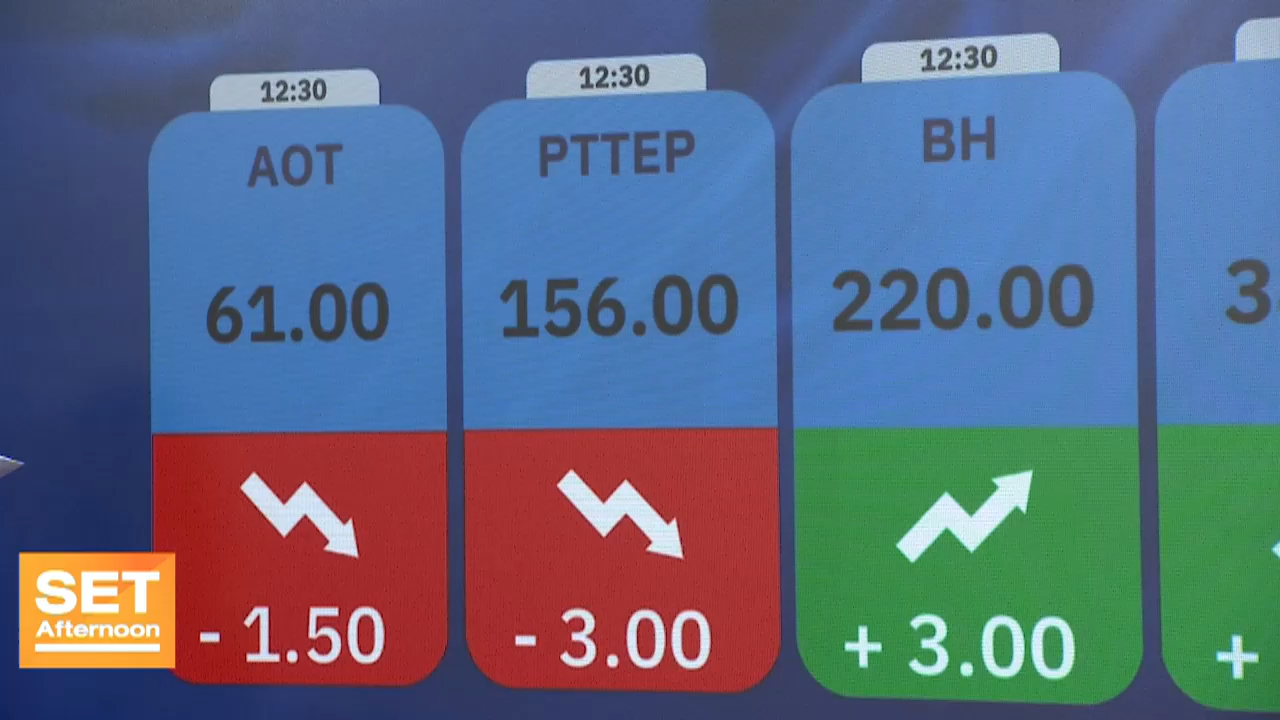 12:30
AOT
61.00
- 1.50
12:30
PTTEP
156.00
- 3.00
12:30
BH
220.00
+ 3.00
3
+
SET
Afternoon